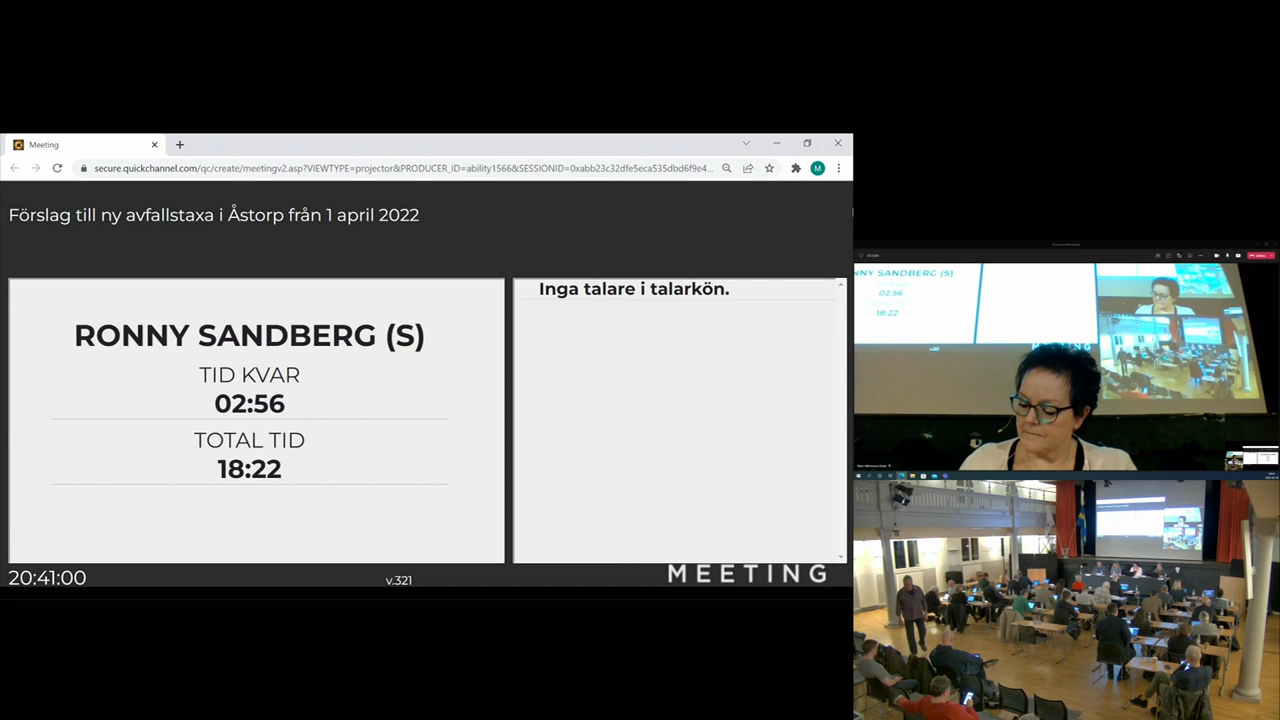 Meeting
secure.quickchannel.com/qc/create/meetingv2.asp?VIEWTYPE=projector&PRODUCER_ID=ability1566&SESSIONID=0xabb23c32dfe5eca535dbd6f9e4...
M
Förslag till ny avfallstaxa i Åstorp från 1 april 2022
RONNY SANDBERG (S)
TID KVAR
02:56
TOTAL TID
18:22
Inga talare i talarkön.
20:41:00
v.321
MEETING
NNY SANDBERG (S)
02:56
18:22